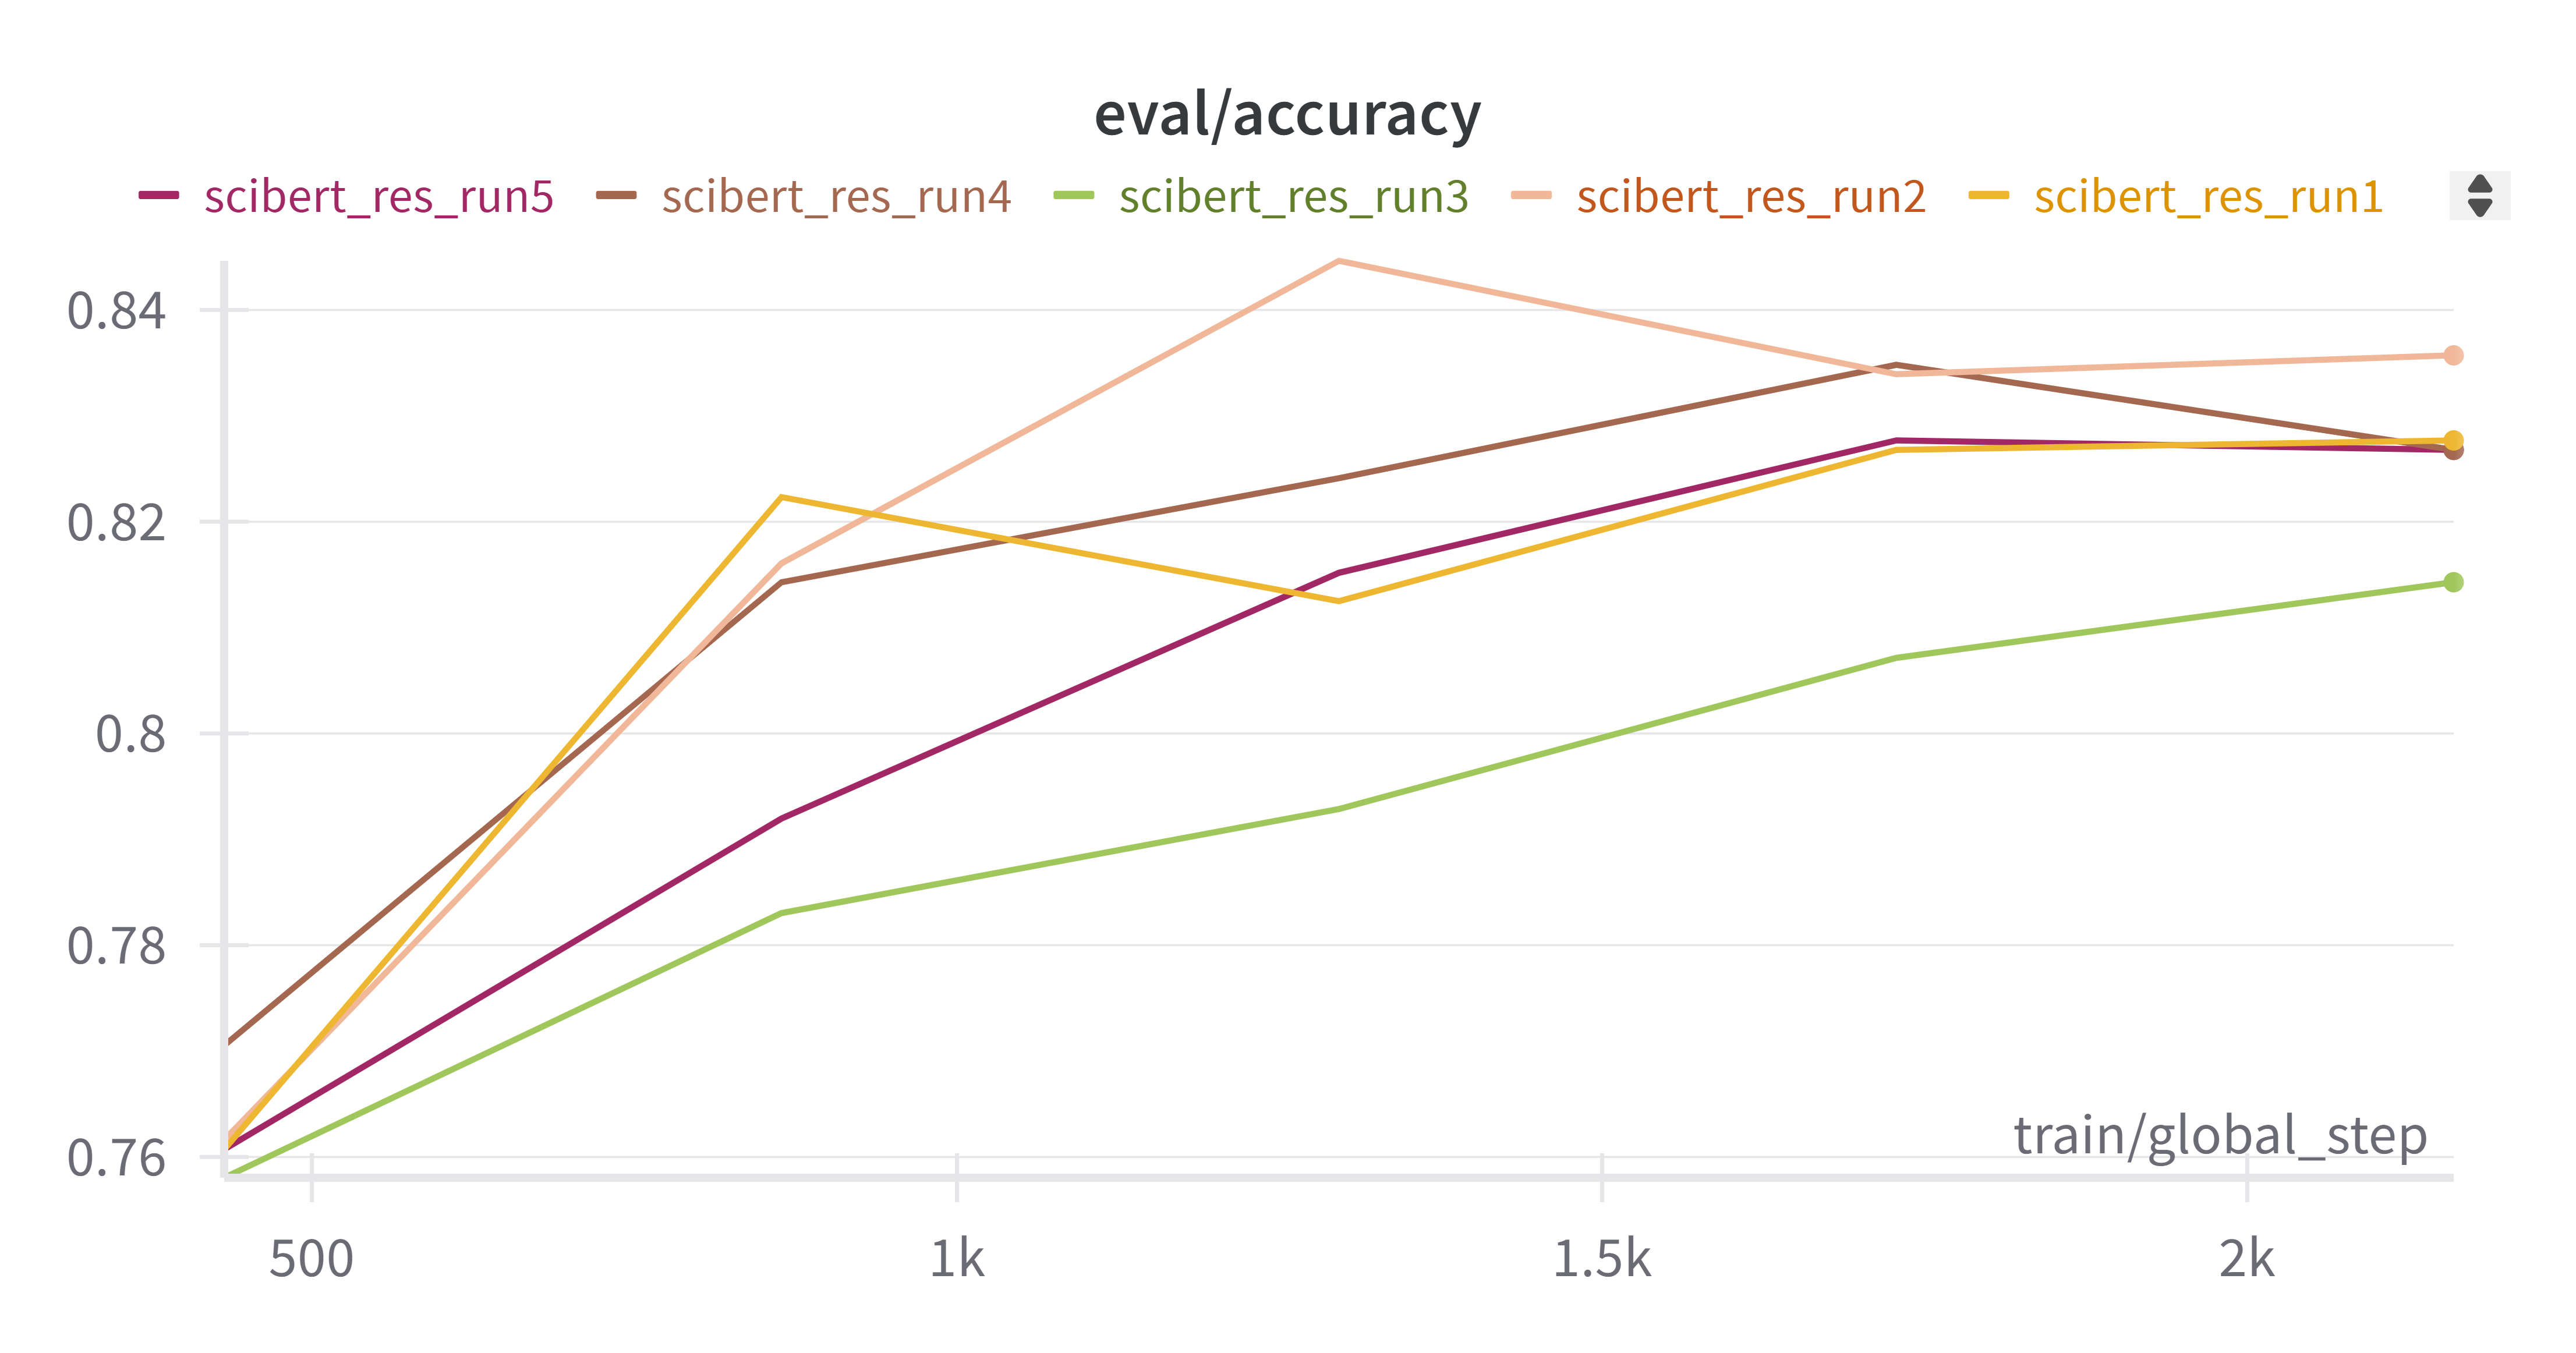 eval/accuracy
scibert_res_run5 scibert_res_run4 scibert_res_run3 scibert_res_run2 scibert_res_run1
0.84
0.82
0.8
0.78
0.76
train/global_step
500 1k 1.5k 2k